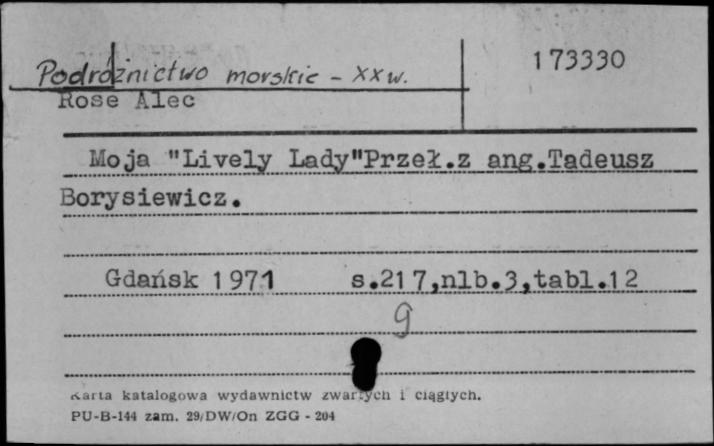 173330
Podróżnictwo morskie - XX w.
Rose Alec
Moja "Lively Lady"Przeł.z ang.Tadeusz
Borysiewicz.
Gdańsk 1971 s.217,nlb.3,tabl.12
g
Karta katalogowa wydawnictw zwartych i ciągłych.
PU-B-144 zam. 29/DW/On ZGG - 204